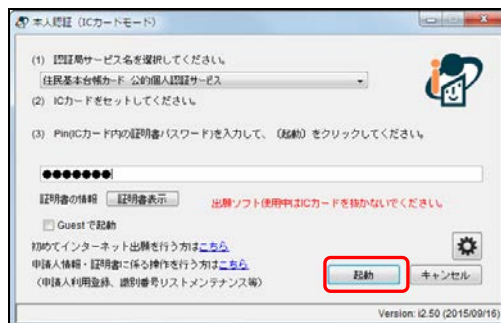 本人認証（ICカードモード）
(1) 認証局サービス名を選択してください。
住民基本台帳カード 公的個人認証サービス
(2) ICカードをセットしてください。
(3) Pin(ICカード内の証明書パスワード)を入力して、〔起動〕をクリックしてください。
●●●●●●●
証明書の情報 証明書表示 出願ソフト使用中はICカードを抜かないでください。
Guestで起動
初めてインターネット出願を行う方はこちら
申請人情報・証明書に係る操作を行う方はこちら
（申請人利用登録、識別番号リストメンテナンス等）
起動 キャンセル
Version: i2.50 (2015/09/16)